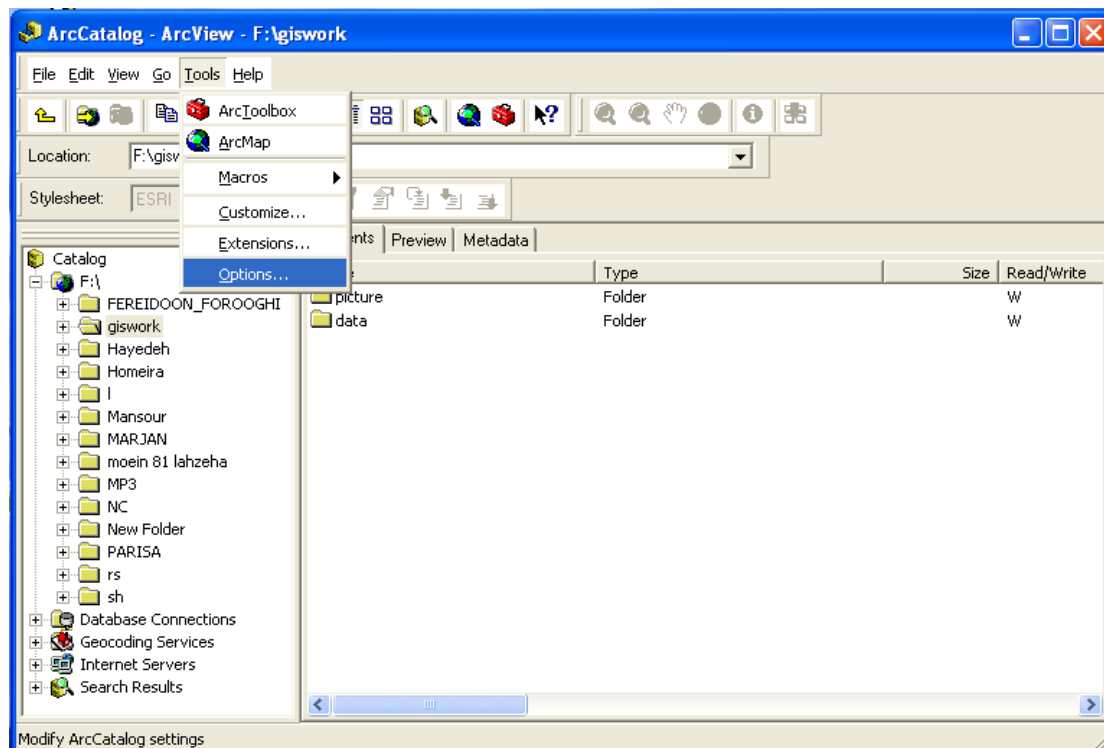 ArcCatalog - ArcView - F:\giswork
File Edit View Go Tools Help
ArcToolbox
ArcMap
Macros
Customize...
Extensions...
Options...
Location: F:\gisw
Stylesheet: ESRI
nts Preview Metadata
Type Size Read/Write
picture Folder W
data Folder W
Catalog
F:\
FEREIDOON_FOROOGHI
giswork
Hayedeh
Homeira
l
Mansour
MARJAN
moein 81 lahzeha
MP3
NC
New Folder
PARISA
rs
sh
Database Connections
Geocoding Services
Internet Servers
Search Results
Modify ArcCatalog settings